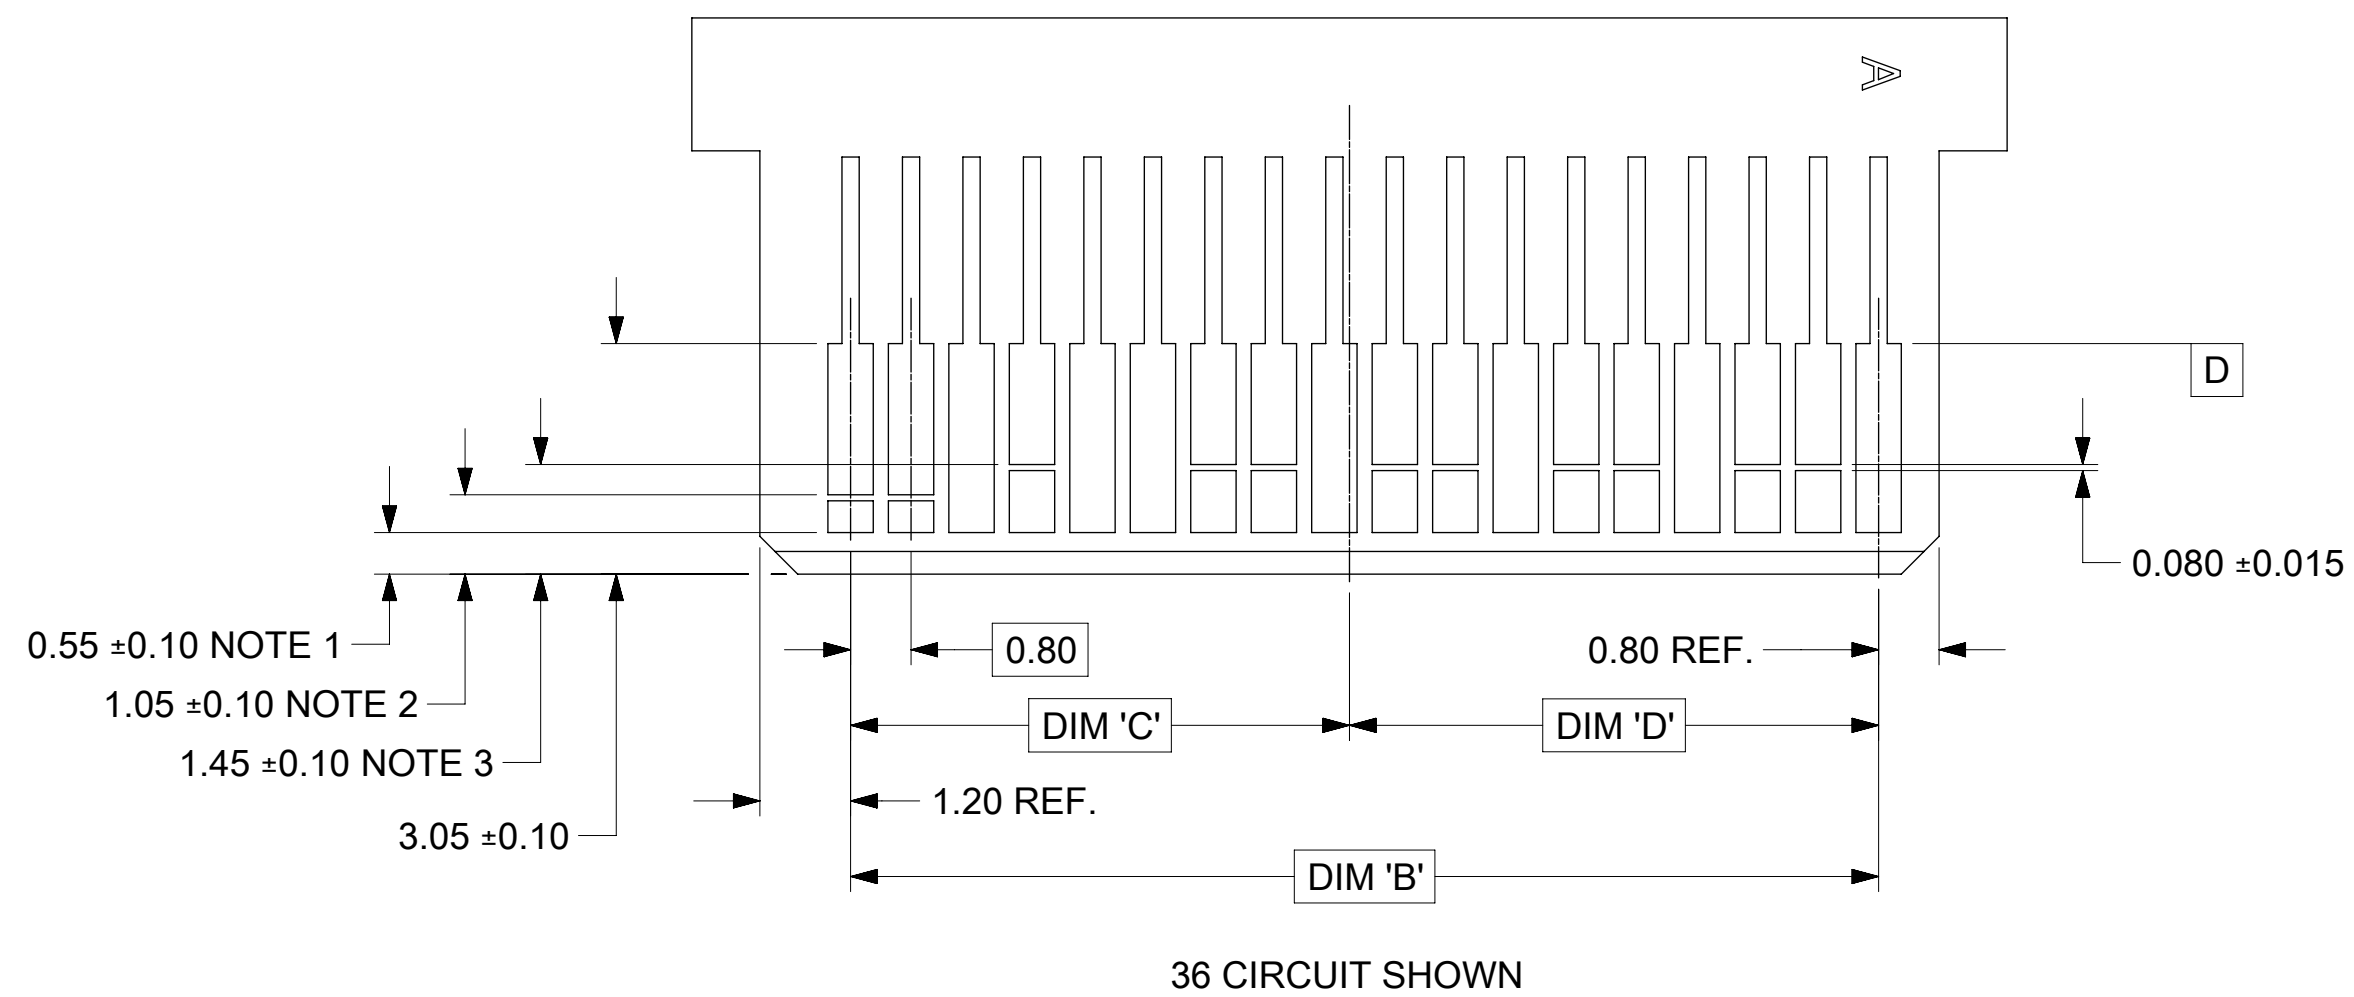 A
D
0.080 ±0.015
0.55 ±0.10 NOTE 1
0.80
0.80 REF.
1.05 ±0.10 NOTE 2
DIM 'C'
DIM 'D'
1.45 ±0.10 NOTE 3
1.20 REF.
3.05 ±0.10
DIM 'B'
36 CIRCUIT SHOWN